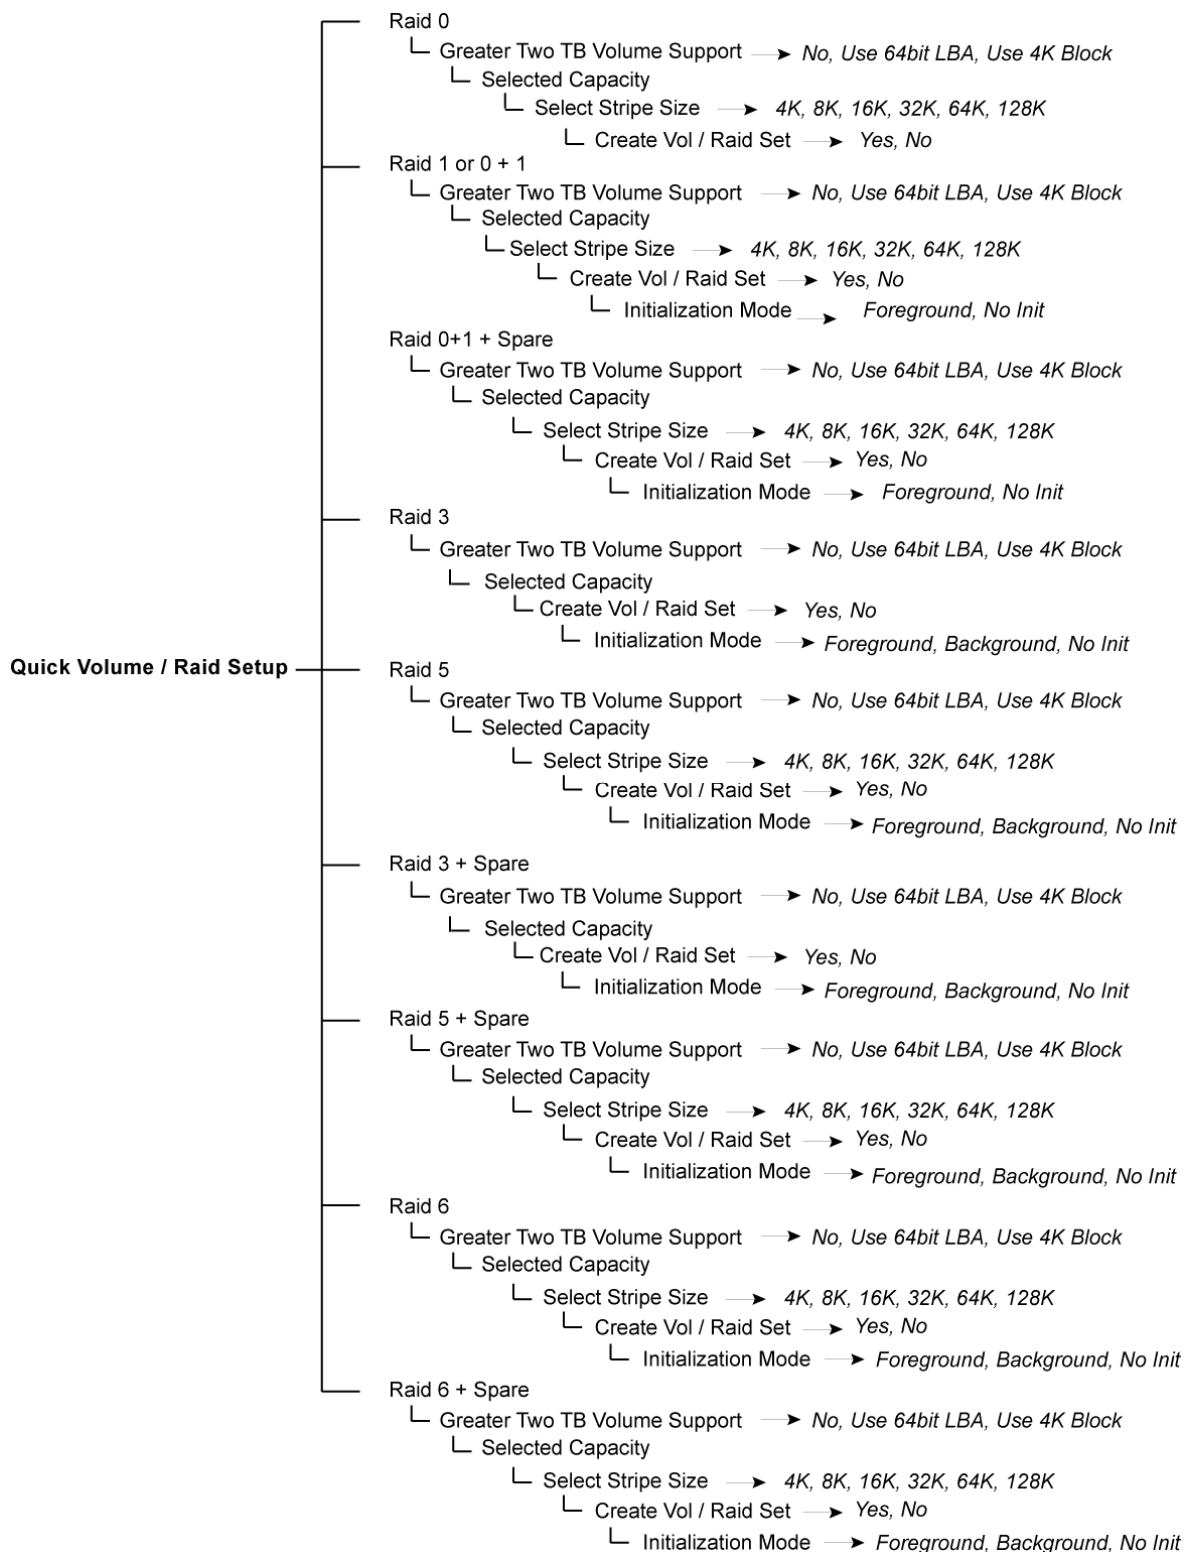 Raid 0
Greater Two TB Volume Support No, Use 64bit LBA, Use 4K Block
Selected Capacity
Select Stripe Size 4K, 8K, 16K, 32K, 64K, 128K
Create Vol / Raid Set Yes, No
Raid 1 or 0 + 1
Greater Two TB Volume Support No, Use 64bit LBA, Use 4K Block
Selected Capacity
Select Stripe Size 4K, 8K, 16K, 32K, 64K, 128K
Create Vol / Raid Set Yes, No
Initialization Mode Foreground, No Init
Raid 0+1 + Spare
Greater Two TB Volume Support No, Use 64bit LBA, Use 4K Block
Selected Capacity
Select Stripe Size 4K, 8K, 16K, 32K, 64K, 128K
Create Vol / Raid Set Yes, No
Initialization Mode Foreground, No Init
Raid 3
Greater Two TB Volume Support No, Use 64bit LBA, Use 4K Block
Selected Capacity
Create Vol / Raid Set Yes, No
Initialization Mode Foreground, Background, No Init
Quick Volume / Raid Setup
Raid 5
Greater Two TB Volume Support No, Use 64bit LBA, Use 4K Block
Selected Capacity
Select Stripe Size 4K, 8K, 16K, 32K, 64K, 128K
Create Vol / Raid Set Yes, No
Initialization Mode Foreground, Background, No Init
Raid 3 + Spare
Greater Two TB Volume Support No, Use 64bit LBA, Use 4K Block
Selected Capacity
Create Vol / Raid Set Yes, No
Initialization Mode Foreground, Background, No Init
Raid 5 + Spare
Greater Two TB Volume Support No, Use 64bit LBA, Use 4K Block
Selected Capacity
Select Stripe Size 4K, 8K, 16K, 32K, 64K, 128K
Create Vol / Raid Set Yes, No
Initialization Mode Foreground, Background, No Init
Raid 6
Greater Two TB Volume Support No, Use 64bit LBA, Use 4K Block
Selected Capacity
Select Stripe Size 4K, 8K, 16K, 32K, 64K, 128K
Create Vol / Raid Set Yes, No
Initialization Mode Foreground, Background, No Init
Raid 6 + Spare
Greater Two TB Volume Support No, Use 64bit LBA, Use 4K Block
Selected Capacity
Select Stripe Size 4K, 8K, 16K, 32K, 64K, 128K
Create Vol / Raid Set Yes, No
Initialization Mode Foreground, Background, No Init